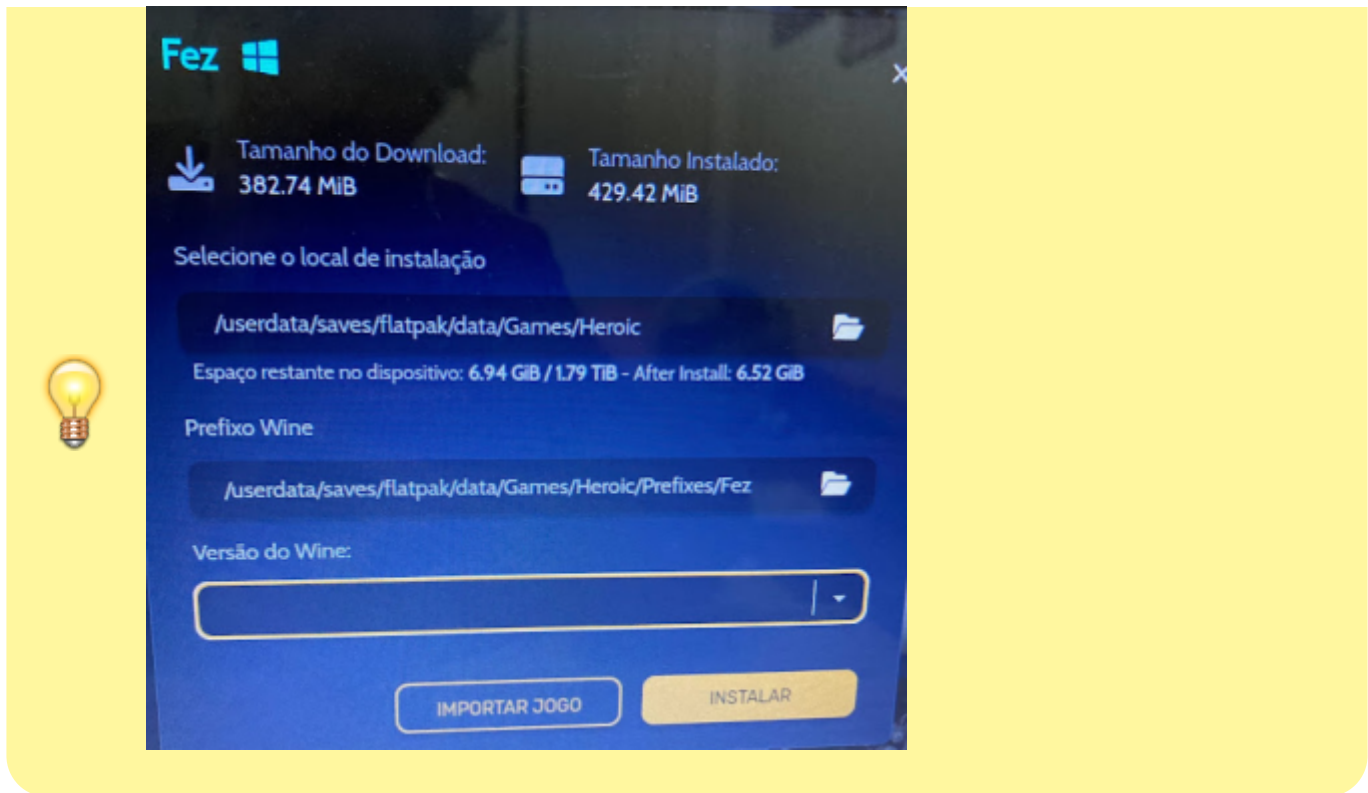 Fez
X
Tamanho do Download:
382.74 MiB
Tamanho Instalado:
429.42 MiB
Selecione o local de instalação
/userdata/saves/flatpak/data/Games/Heroic
Espaço restante no dispositivo: 6.94 GiB / 1.79 TiB - After Install: 6.52 GiB
Prefixo Wine
/userdata/saves/flatpak/data/Games/Heroic/Prefixes/Fez
Versão do Wine:
IMPORTAR JOGO
INSTALAR